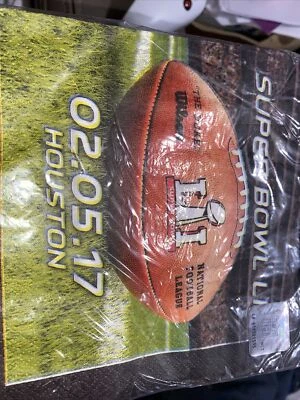 SUPER BOWL LI
THE DUKE
Wilson
LI
NATIONAL
FOOTBALL
LEAGUE
02.05.17
HOUSTON